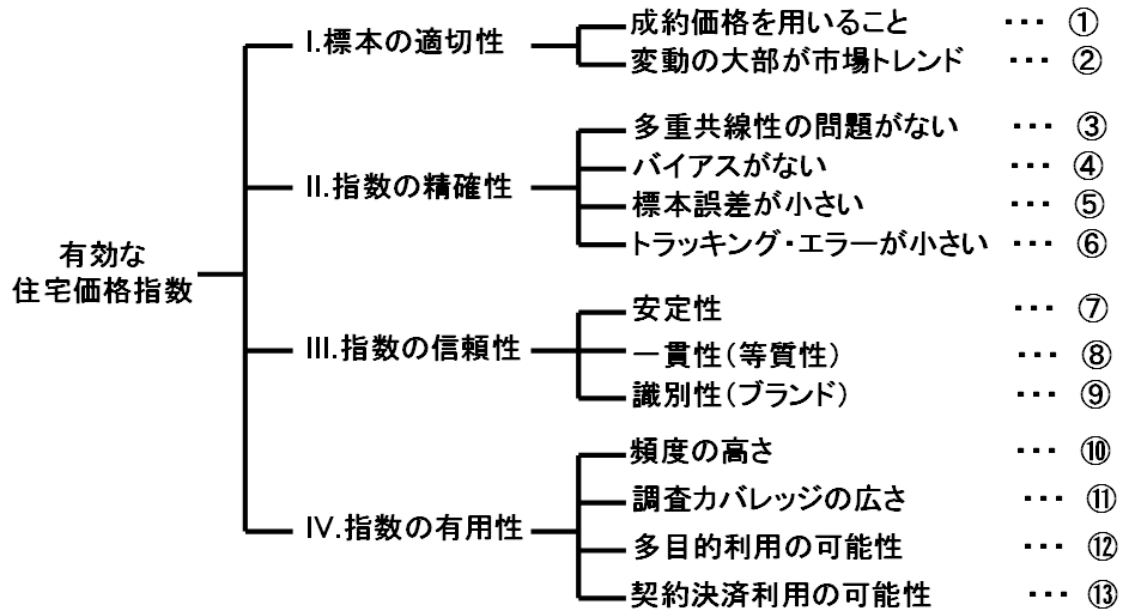 有効な
住宅価格指数
I.標本の適切性
成約価格を用いること ･･･ ①
変動の大部が市場トレンド ･･･ ②
II.指数の精確性
多重共線性の問題がない ･･･ ③
バイアスがない ･･･ ④
標本誤差が小さい ･･･ ⑤
トラッキング・エラーが小さい ･･･ ⑥
III.指数の信頼性
安定性 ･･･ ⑦
一貫性(等質性) ･･･ ⑧
識別性(ブランド) ･･･ ⑨
IV.指数の有用性
頻度の高さ ･･･ ⑩
調査カバレッジの広さ ･･･ ⑪
多目的利用の可能性 ･･･ ⑫
契約決済利用の可能性 ･･･ ⑬